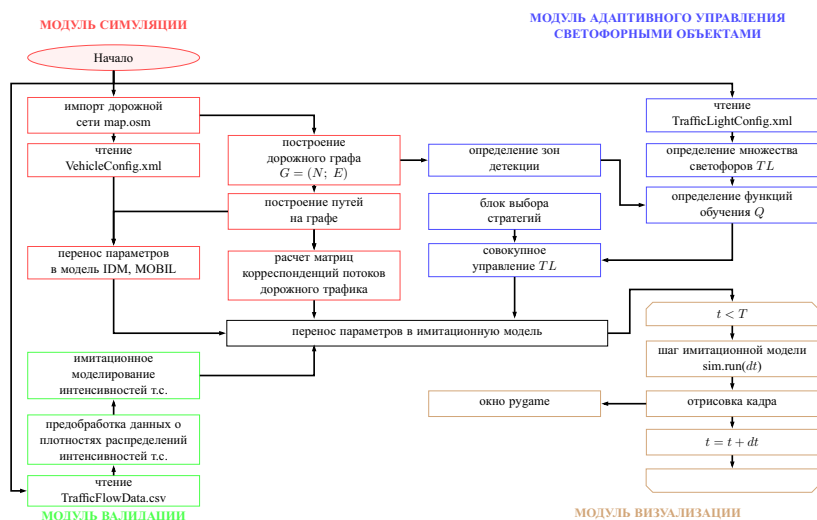 МОДУЛЬ СИМУЛЯЦИИ
МОДУЛЬ АДАПТИВНОГО УПРАВЛЕНИЯ
СВЕТОФОРНЫМИ ОБЪЕКТАМИ
Начало
импорт дорожной
сети map.osm
чтение
VehicleConfig.xml
построение
дорожного графа
G = (N; E)
построение путей
на графе
перенос параметров
в модель IDM, MOBIL
расчет матриц
корреспонденций потоков
дорожного трафика
определение зон
детекции
блок выбора
стратегий
совокупное
управление TL
чтение
TrafficLightConfig.xml
определение множества
светофоров TL
определение функций
обучения Q
перенос параметров в имитационную модель
t < T
шаг имитационной модели
sim.run(dt)
окно pygame
отрисовка кадра
t = t + dt
имитационное
моделирование
интенсивностей т.с.
предобработка данных о
плотностях распределений
интенсивностей т.с.
чтение
TrafficFlowData.csv
МОДУЛЬ ВАЛИДАЦИИ
МОДУЛЬ ВИЗУАЛИЗАЦИИ